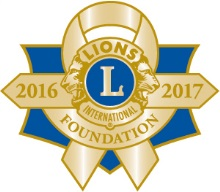 LIONS
2016 L 2017
INTERNATIONAL
®
FOUNDATION